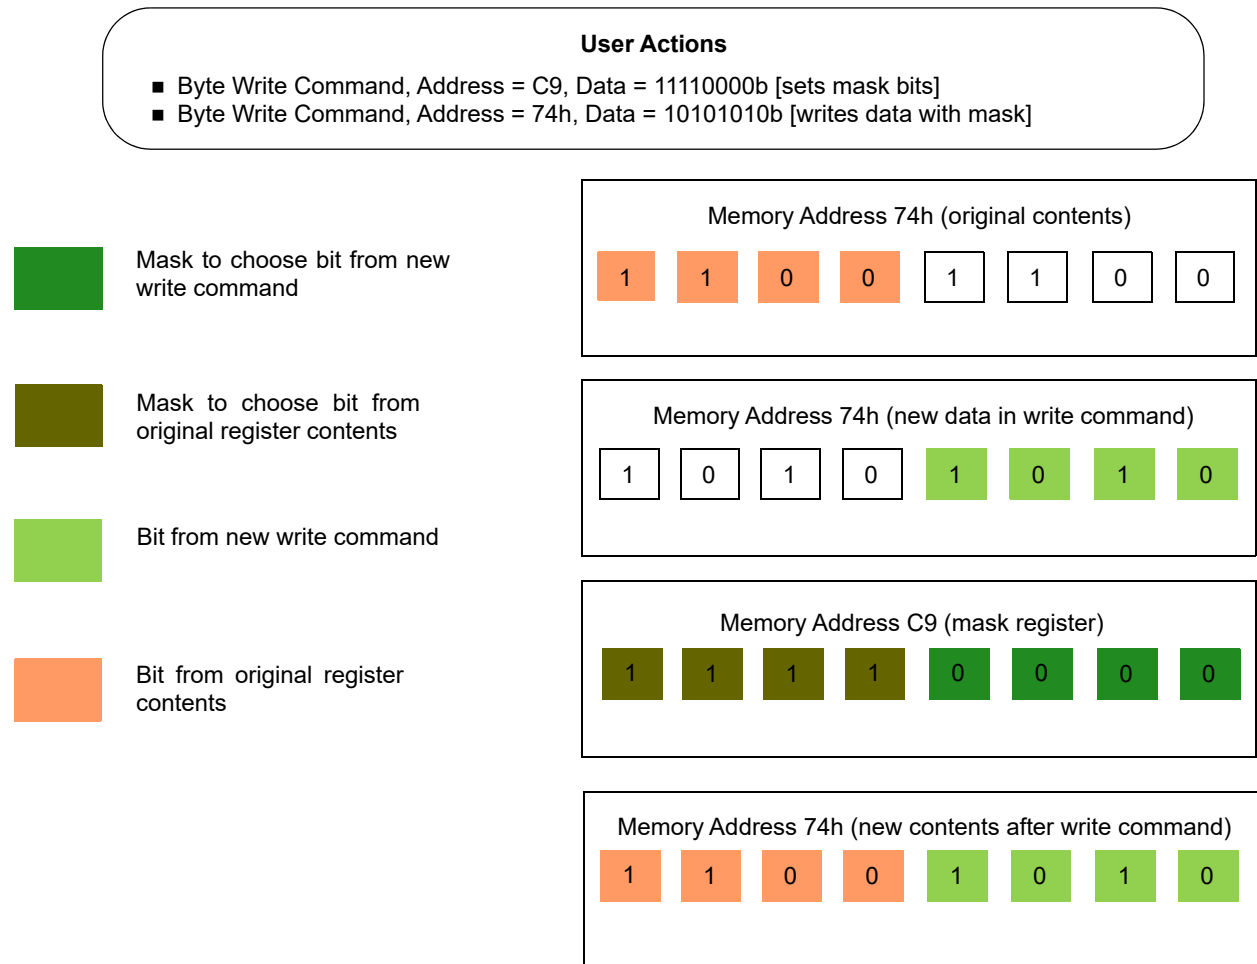 User Actions
■ Byte Write Command, Address = C9, Data = 11110000b [sets mask bits]
■ Byte Write Command, Address = 74h, Data = 10101010b [writes data with mask]
Mask to choose bit from new
write command
Mask to choose bit from
original register contents
Bit from new write command
Bit from original register
contents
Memory Address 74h (original contents)
1 1 0 0 1 1 0 0
Memory Address 74h (new data in write command)
1 0 1 0 1 0 1 0
Memory Address C9 (mask register)
1 1 1 1 0 0 0 0
Memory Address 74h (new contents after write command)
1 1 0 0 1 0 1 0